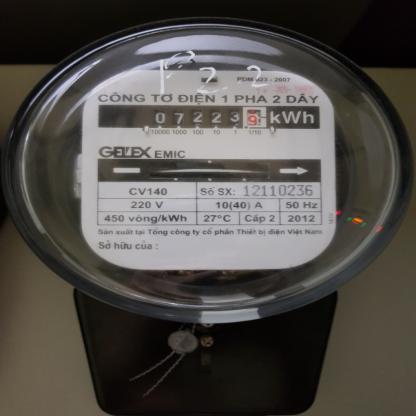 F22
PDM 023 - 2007
CÔNG TƠ ĐIỆN 1 PHA 2 DÂY
0 7 2 2 3 9 kWh
10000 1000 100 10 1 1/10
GELEX EMIC
CV140 Số SX: 12110236
220 V 10(40) A 50 Hz
450 vòng/kWh 27°C Cấp 2 2012
Sản xuất tại Tổng công ty cổ phần Thiết bị điện Việt Nam
Sở hữu của :